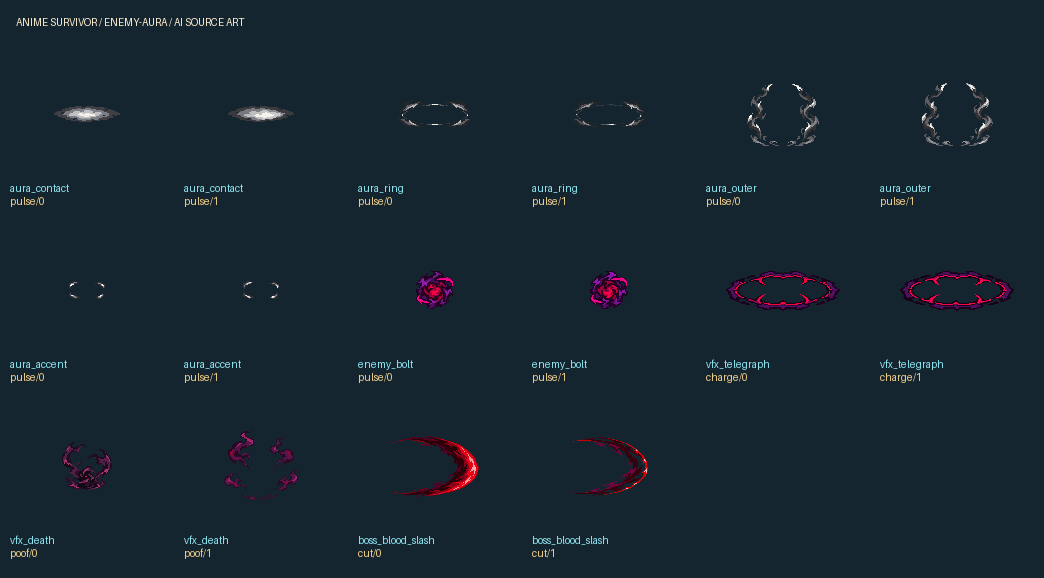 ANIME SURVIVOR / ENEMY-AURA / AI SOURCE ART
aura_contact aura_contact aura_ring aura_ring aura_outer aura_outer
pulse/0 pulse/1 pulse/0 pulse/1 pulse/0 pulse/1
aura_accent aura_accent enemy_bolt enemy_bolt vfx_telegraph vfx_telegraph
pulse/0 pulse/1 pulse/0 pulse/1 charge/0 charge/1
vfx_death vfx_death boss_blood_slash boss_blood_slash
poof/0 poof/1 cut/0 cut/1